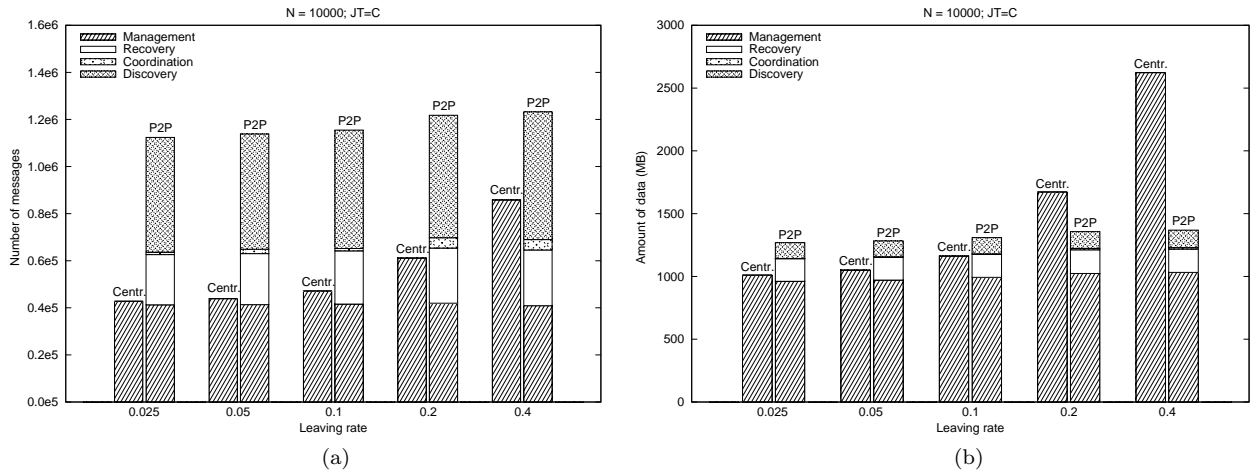 N = 10000; JT=C
1.6e6
1.4e6
1.2e6
1.0e6
0.8e5
0.6e5
0.4e5
0.2e5
0.0e5
Number of messages
Management
Recovery
Coordination
Discovery
Centr.
P2P
Centr.
P2P
Centr.
P2P
Centr.
P2P
Centr.
P2P
0.025 0.05 0.1 0.2 0.4
Leaving rate
(a)
N = 10000; JT=C
3000
2500
2000
1500
1000
500
0
Amount of data (MB)
Management
Recovery
Coordination
Discovery
Centr.
P2P
Centr.
P2P
Centr.
P2P
Centr.
P2P
Centr.
P2P
0.025 0.05 0.1 0.2 0.4
Leaving rate
(b)